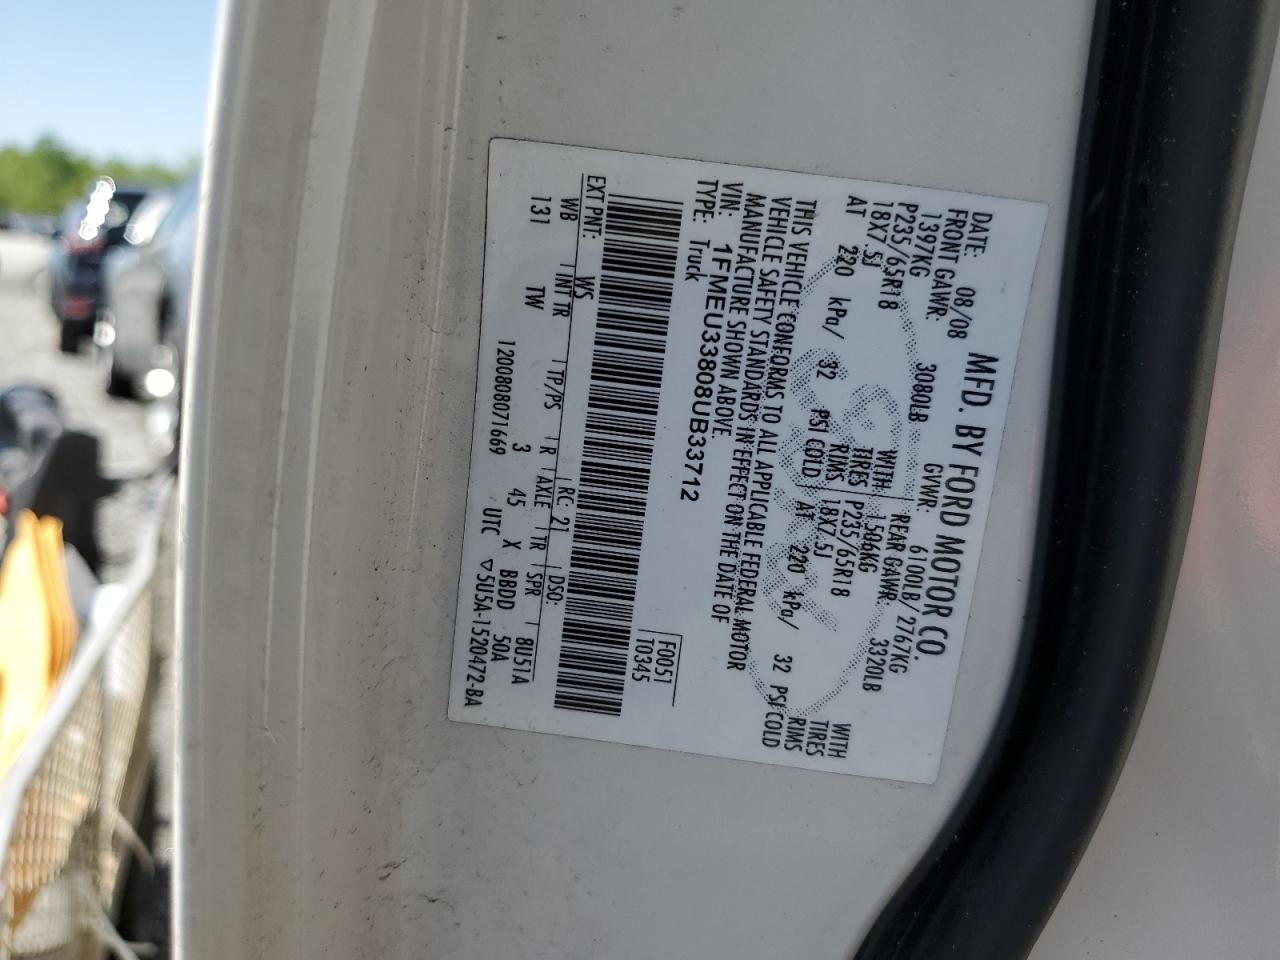 MFD. BY FORD MOTOR CO.
DATE: 08/08 GVWR: 6100LB/2767KG
FRONT GAWR: 3080LB REAR GAWR: 3320LB
1397KG WITH 1506KG WITH
P235/65R18 TIRES P235/65R18 TIRES
18X7.5J RIMS 18X7.5J RIMS
AT 220 kPa/ 32 PSI COLD AT 220 kPa/ 32 PSI COLD
THIS VEHICLE CONFORMS TO ALL APPLICABLE FEDERAL MOTOR
VEHICLE SAFETY STANDARDS IN EFFECT ON THE DATE OF
MANUFACTURE SHOWN ABOVE.
VIN: 1FMEU33808UB33712
TYPE: Truck
F0051
T0345
EXT PNT: WS RC: 21 DSO:
WB INT TR TP/PS R AXLE TR SPR 8U51A
131 TW 3 45 X BBDD 50A
1200808071669 UTC ▽5U5A-1520472-BA